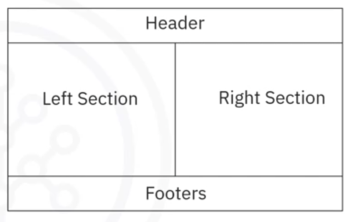 Header
Left Section
Right Section
Footers